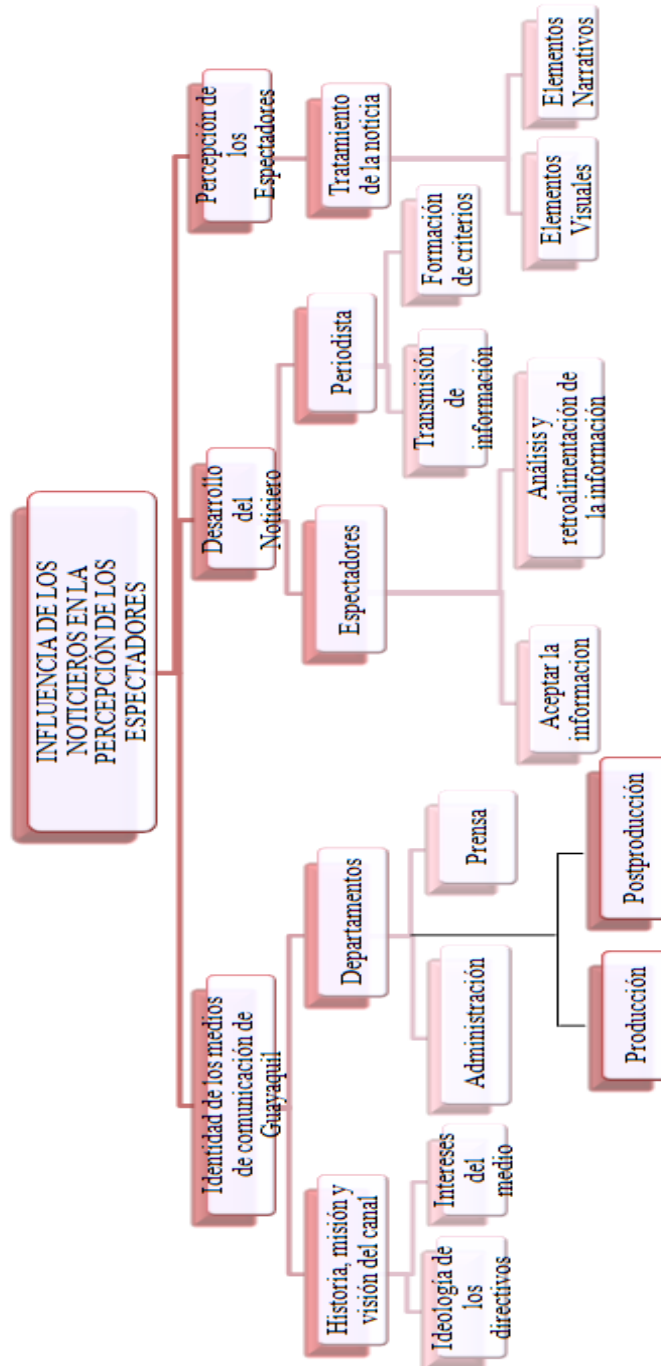 INFLUENCIA DE LOS
NOTICIEROS EN LA
PERCEPCIÓN DE LOS
ESPECTADORES
Identidad de los medios
de comunicación de
Guayaquil
Desarrollo
del
Noticiero
Percepción de
los
Espectadores
Historia, misión y
visión del canal
Departamentos
Espectadores
Periodista
Tratamiento
de la noticia
Ideología de
los
directivos
Intereses
del
medio
Administración
Prensa
Aceptar la
informacion
Análisis y
retroalimentación de
la información
Transmisión
de
información
Formación
de criterios
Elementos
Visuales
Elementos
Narrativos
Producción
Postproducción